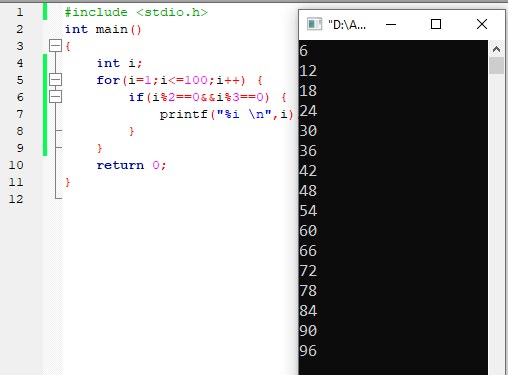 1 #include <stdio.h>
2 int main()
3 {
4 int i;
5 for(i=1;i<=100;i++) {
6 if(i%2==0&&i%3==0) {
7 printf("%i \n",i)
8 }
9 }
10 return 0;
11 }
12
"D:\A...
6
12
18
24
30
36
42
48
54
60
66
72
78
84
90
96